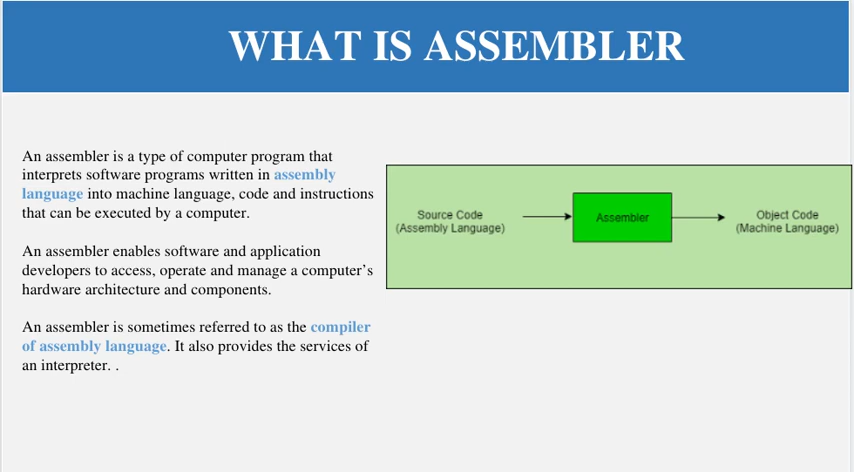 WHAT IS ASSEMBLER
An assembler is a type of computer program that
interprets software programs written in assembly
language into machine language, code and instructions
that can be executed by a computer.
An assembler enables software and application
developers to access, operate and manage a computer's
hardware architecture and components.
An assembler is sometimes referred to as the compiler
of assembly language. It also provides the services of
an interpreter. .
Source Code
(Assembly Language)
Assembler
Object Code
(Machine Language)